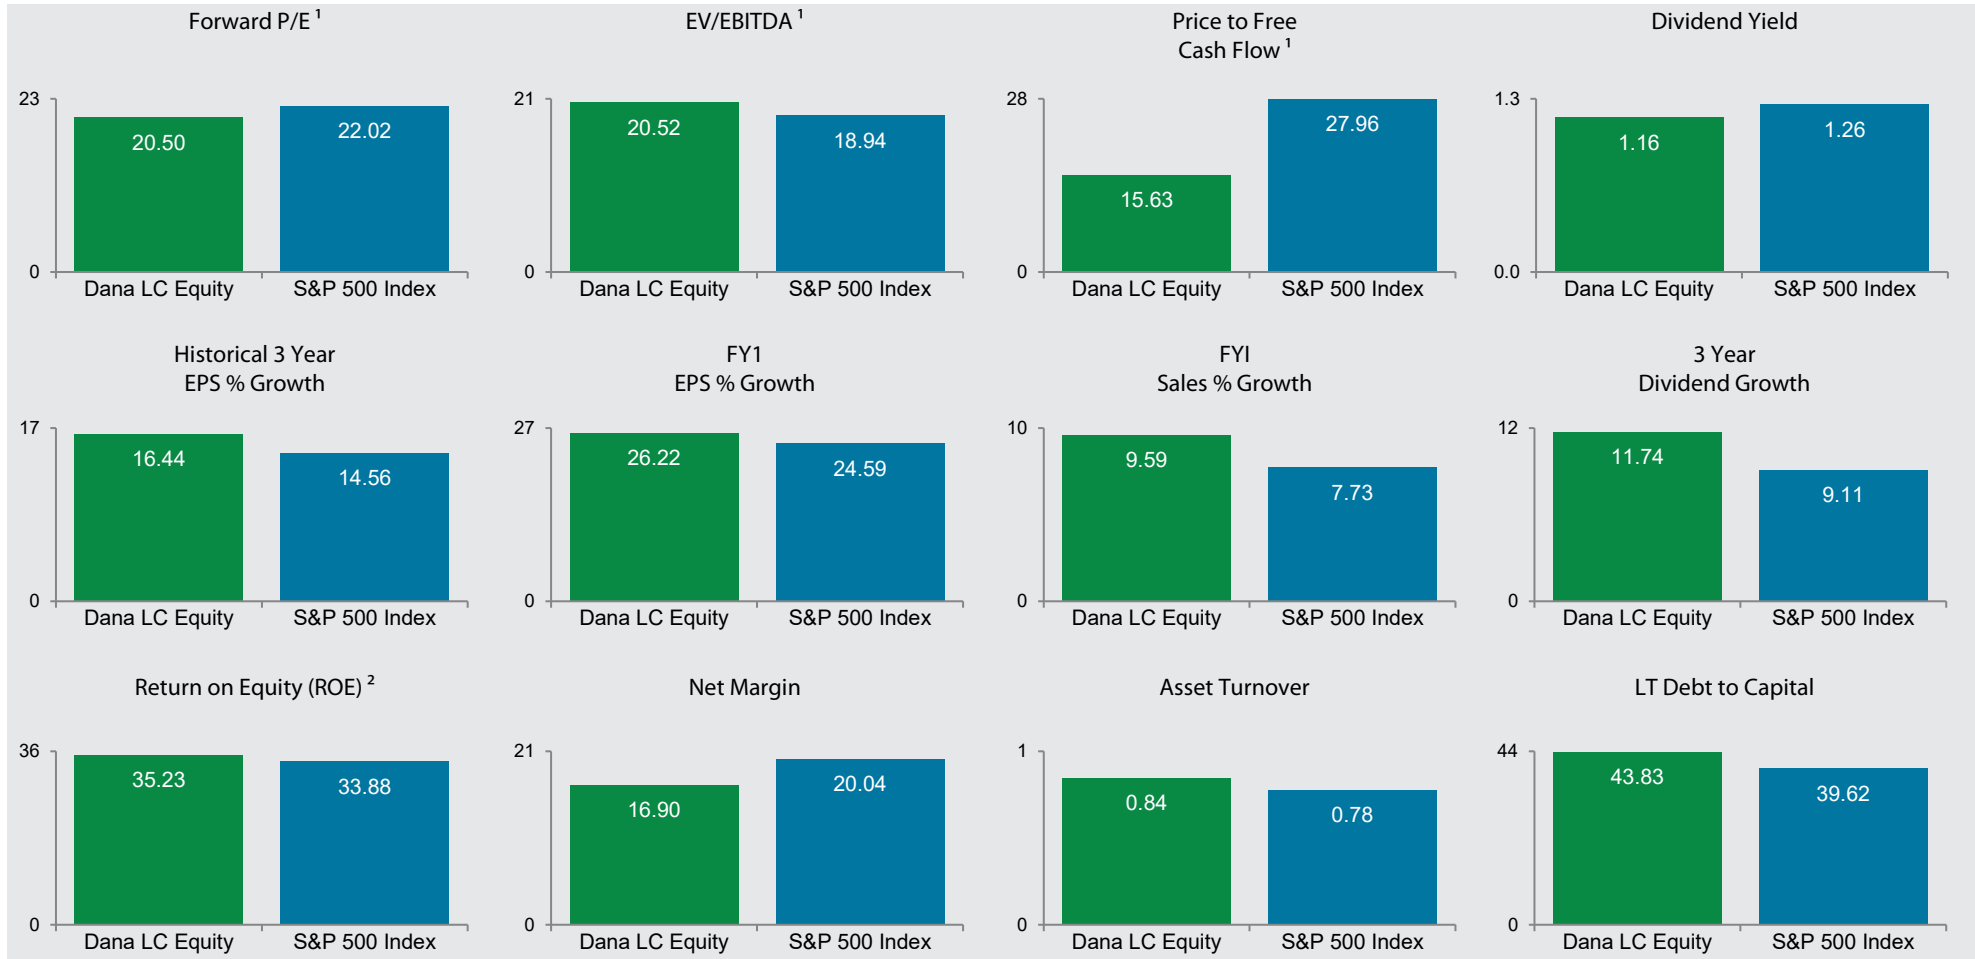 Forward P/E ¹
23
20.50
22.02
0
Dana LC Equity
S&P 500 Index
EV/EBITDA ¹
21
20.52
18.94
0
Dana LC Equity
S&P 500 Index
Price to Free
Cash Flow ¹
28
15.63
27.96
0
Dana LC Equity
S&P 500 Index
Dividend Yield
1.3
1.16
1.26
0.0
Dana LC Equity
S&P 500 Index
Historical 3 Year
EPS % Growth
17
16.44
14.56
0
Dana LC Equity
S&P 500 Index
FY1
EPS % Growth
27
26.22
24.59
0
Dana LC Equity
S&P 500 Index
FYI
Sales % Growth
10
9.59
7.73
0
Dana LC Equity
S&P 500 Index
3 Year
Dividend Growth
12
11.74
9.11
0
Dana LC Equity
S&P 500 Index
Return on Equity (ROE) ²
36
35.23
33.88
0
Dana LC Equity
S&P 500 Index
Net Margin
21
16.90
20.04
0
Dana LC Equity
S&P 500 Index
Asset Turnover
1
0.84
0.78
0
Dana LC Equity
S&P 500 Index
LT Debt to Capital
44
43.83
39.62
0
Dana LC Equity
S&P 500 Index